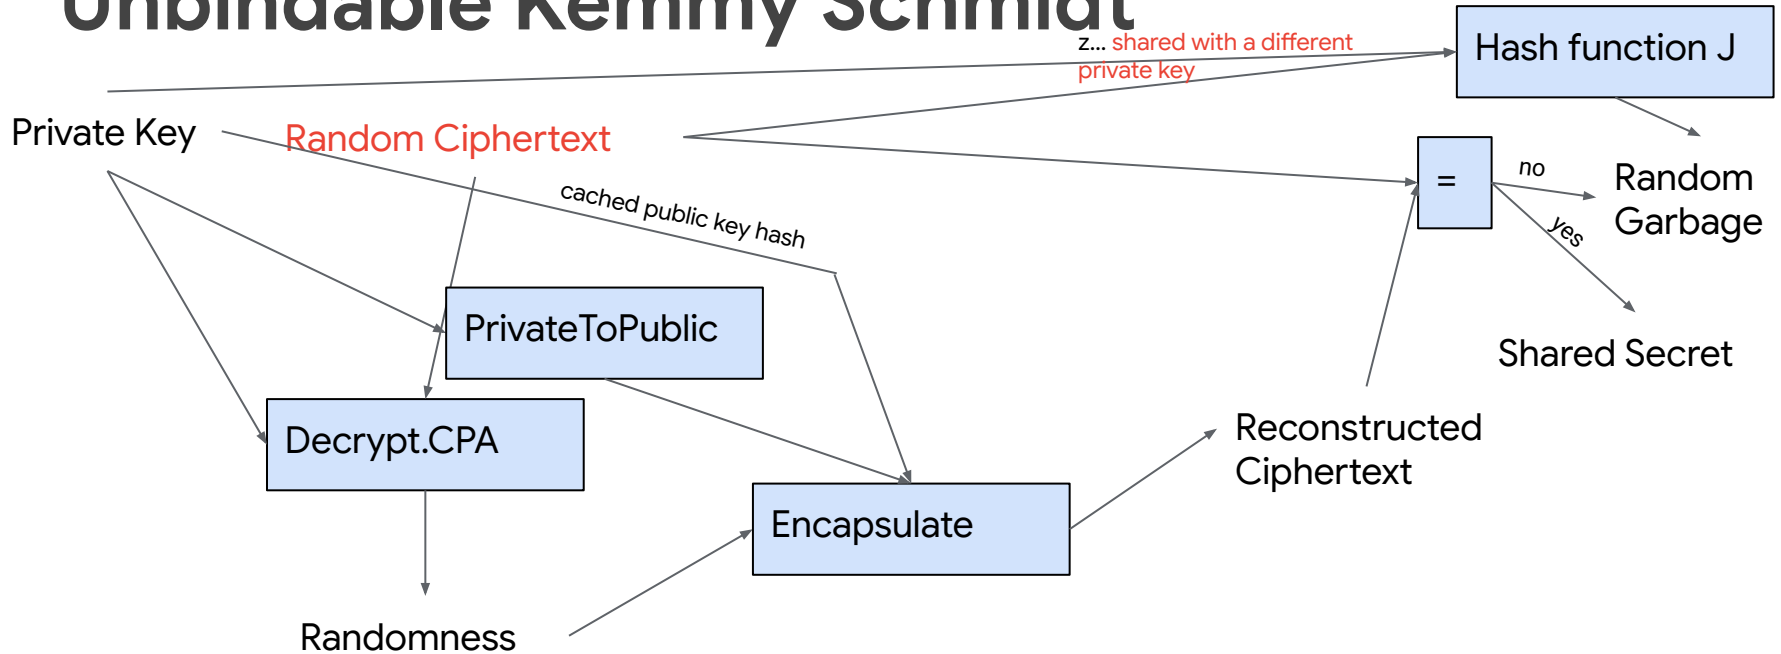 Unbindable Kemmy Schmidt
z... shared with a different
private key
Hash function J
Private Key
Random Ciphertext
=
no
Random
Garbage
cached public key hash
yes
PrivateToPublic
Shared Secret
Decrypt.CPA
Reconstructed
Ciphertext
Encapsulate
Randomness